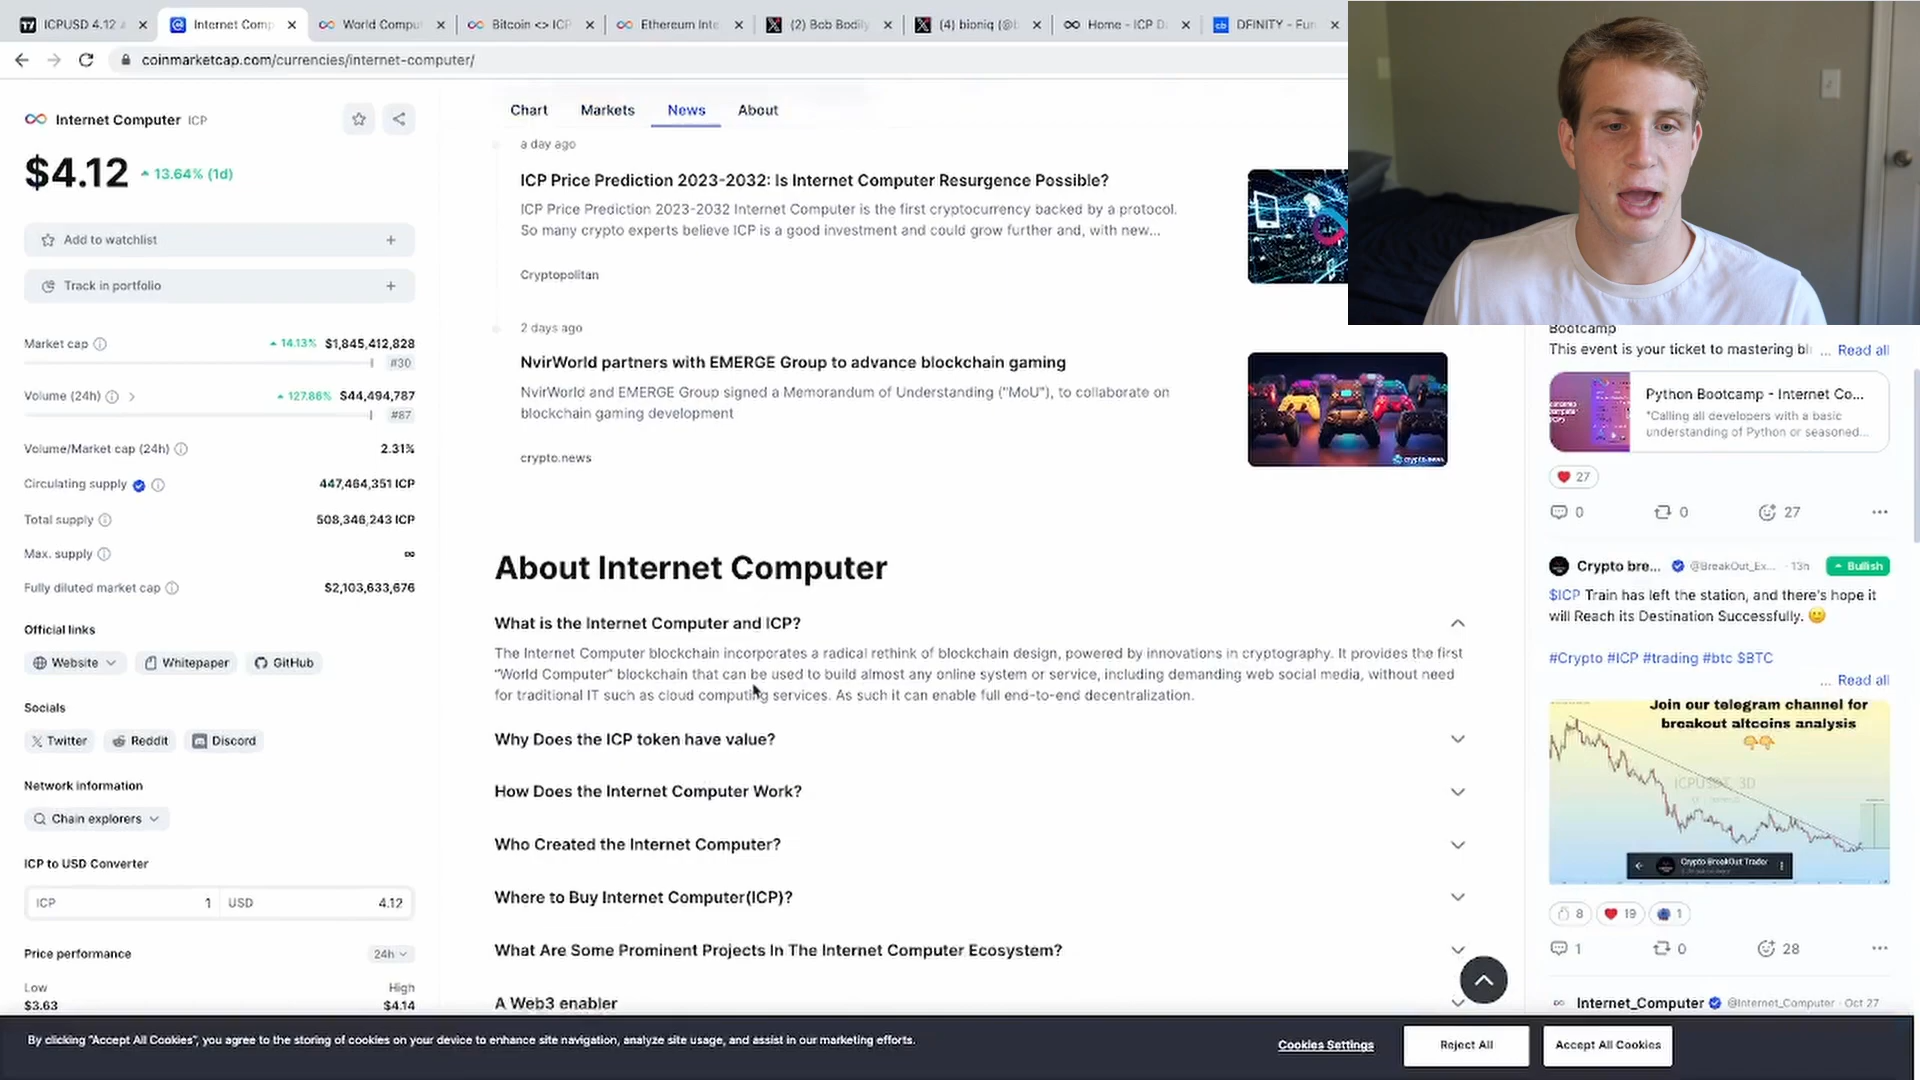 ICPUSD 4.12
Internet Comp
World Comput
Bitcoin <> ICP
Ethereum Inte
(2) Bob Bodily
(4) bioniq (@b
Home - ICP D
DFINITY - Fun
coinmarketcap.com/currencies/internet-computer/
Internet Computer ICP
$4.12 13.64% (1d)
Add to watchlist +
Track in portfolio +
Market cap 14.13% $1,845,412,828
#30
Volume (24h) 127.86% $44,494,787
#87
Volume/Market cap (24h) 2.31%
Circulating supply 447,464,351 ICP
Total supply 508,346,243 ICP
Max. supply ∞
Fully diluted market cap $2,103,633,676
Official links
Website Whitepaper GitHub
Socials
Twitter Reddit Discord
Network information
Chain explorers
ICP to USD Converter
ICP 1 USD 4.12
Price performance 24h
Low High
$3.63 $4.14
Chart Markets News About
a day ago
ICP Price Prediction 2023-2032: Is Internet Computer Resurgence Possible?
ICP Price Prediction 2023-2032 Internet Computer is the first cryptocurrency backed by a protocol.
So many crypto experts believe ICP is a good investment and could grow further and, with new...
Cryptopolitan
2 days ago
NvirWorld partners with EMERGE Group to advance blockchain gaming
NvirWorld and EMERGE Group signed a Memorandum of Understanding ("MoU"), to collaborate on
blockchain gaming development
crypto.news
crypto.news
About Internet Computer
What is the Internet Computer and ICP?
The Internet Computer blockchain incorporates a radical rethink of blockchain design, powered by innovations in cryptography. It provides the first
“World Computer” blockchain that can be used to build almost any online system or service, including demanding web social media, without need
for traditional IT such as cloud computing services. As such it can enable full end-to-end decentralization.
Why Does the ICP token have value?
How Does the Internet Computer Work?
Who Created the Internet Computer?
Where to Buy Internet Computer(ICP)?
What Are Some Prominent Projects In The Internet Computer Ecosystem?
A Web3 enabler
Bootcamp
This event is your ticket to mastering bl ... Read all
Python Bootcamp - Internet Co...
"Calling all developers with a basic
understanding of Python or seasoned...
27
0 0 27 ...
Crypto bre... @BreakOut_Ex... · 13h Bullish
$ICP Train has left the station, and there's hope it
will Reach its Destination Successfully. 🙂
#Crypto #ICP #trading #btc $BTC
... Read all
Join our telegram channel for
breakout altcoins analysis
ICPUSDT 3D
Crypto BreakOut Trader
8 19 1
1 0 28 ...
Internet_Computer @Internet_Computer · Oct 27
By clicking “Accept All Cookies”, you agree to the storing of cookies on your device to enhance site navigation, analyze site usage, and assist in our marketing efforts.
Cookies Settings Reject All Accept All Cookies